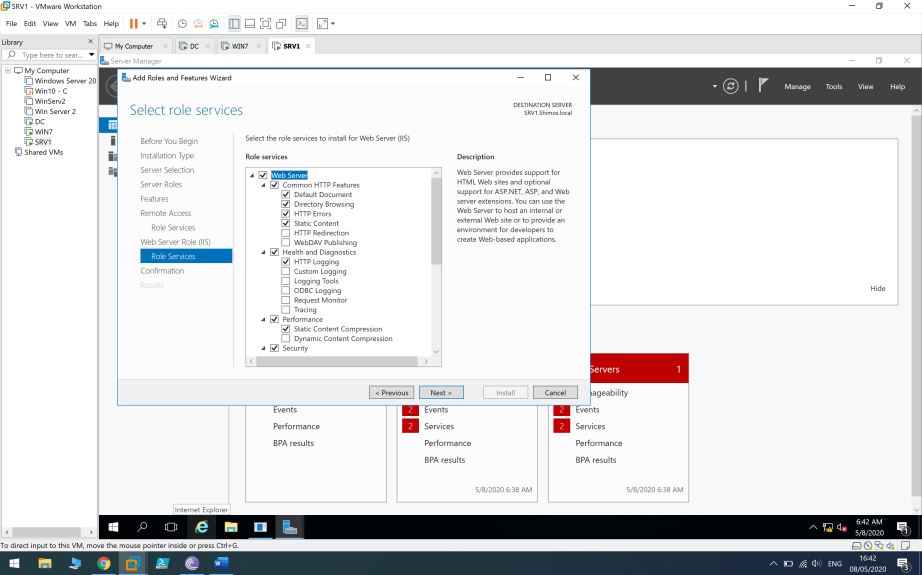 SRV1 - VMware Workstation
File Edit View VM Tabs Help
Library
Type here to sear...
My Computer
Windows Server 20
Win10 - C
WinServ2
Win Server 2
DC
WIN7
SRV1
Shared VMs
My Computer DC WIN7 SRV1
Server Manager
Manage Tools View Help
Add Roles and Features Wizard
Select role services
DESTINATION SERVER
SRV1.Shimos.local
Before You Begin
Installation Type
Server Selection
Server Roles
Features
Remote Access
Role Services
Web Server Role (IIS)
Role Services
Confirmation
Results
Select the role services to install for Web Server (IIS)
Role services
Web Server
Common HTTP Features
Default Document
Directory Browsing
HTTP Errors
Static Content
HTTP Redirection
WebDAV Publishing
Health and Diagnostics
HTTP Logging
Custom Logging
Logging Tools
ODBC Logging
Request Monitor
Tracing
Performance
Static Content Compression
Dynamic Content Compression
Security
Description
Web Server provides support for
HTML Web sites and optional
support for ASP.NET, ASP, and Web
server extensions. You can use the
Web Server to host an internal or
external Web site or to provide an
environment for developers to
create Web-based applications.
< Previous Next > Install Cancel
Hide
Servers 1
nageability
Events
Performance
BPA results
2 Events
2 Services
Performance
BPA results
5/8/2020 6:38 AM
2 Events
2 Services
Performance
BPA results
5/8/2020 6:38 AM
Internet Explorer
6:42 AM
5/8/2020
1
To direct input to this VM, move the mouse pointer inside or press Ctrl+G.
ENG
16:42
08/05/2020
3